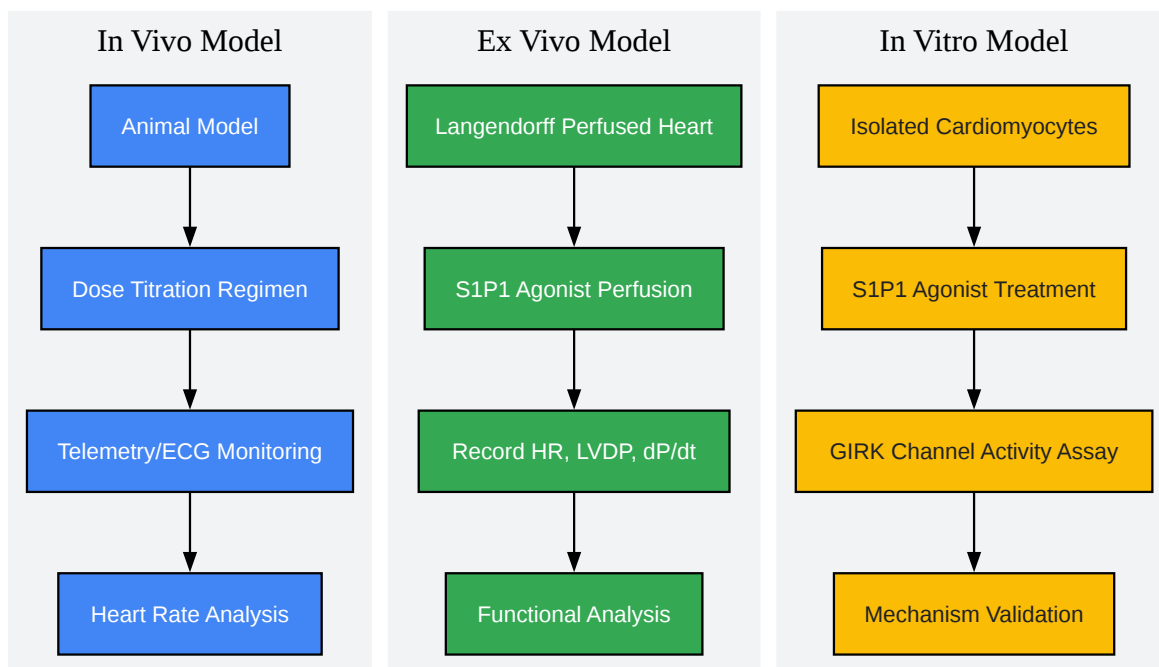 In Vivo Model
Animal Model
Dose Titration Regimen
Telemetry/ECG Monitoring
Heart Rate Analysis
Ex Vivo Model
Langendorff Perfused Heart
S1P1 Agonist Perfusion
Record HR, LVDP, dP/dt
Functional Analysis
In Vitro Model
Isolated Cardiomyocytes
S1P1 Agonist Treatment
GIRK Channel Activity Assay
Mechanism Validation